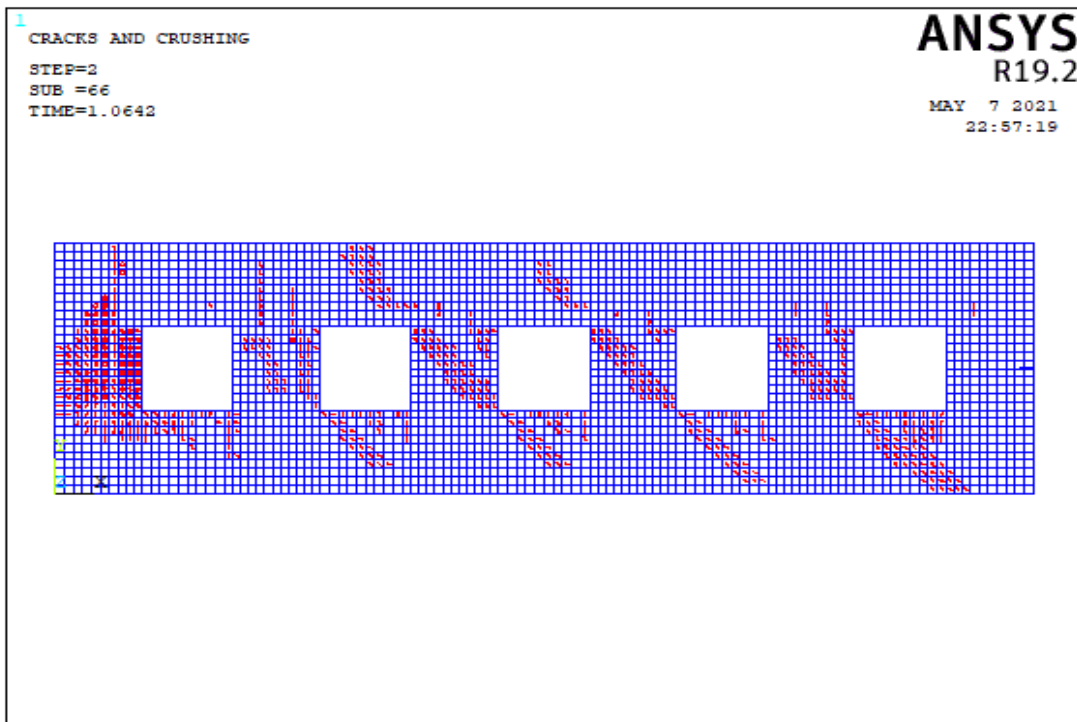 1
CRACKS AND CRUSHING
STEP=2
SUB =66
TIME=1.0642
ANSYS
R19.2
MAY 7 2021
22:57:19
Y
Z X